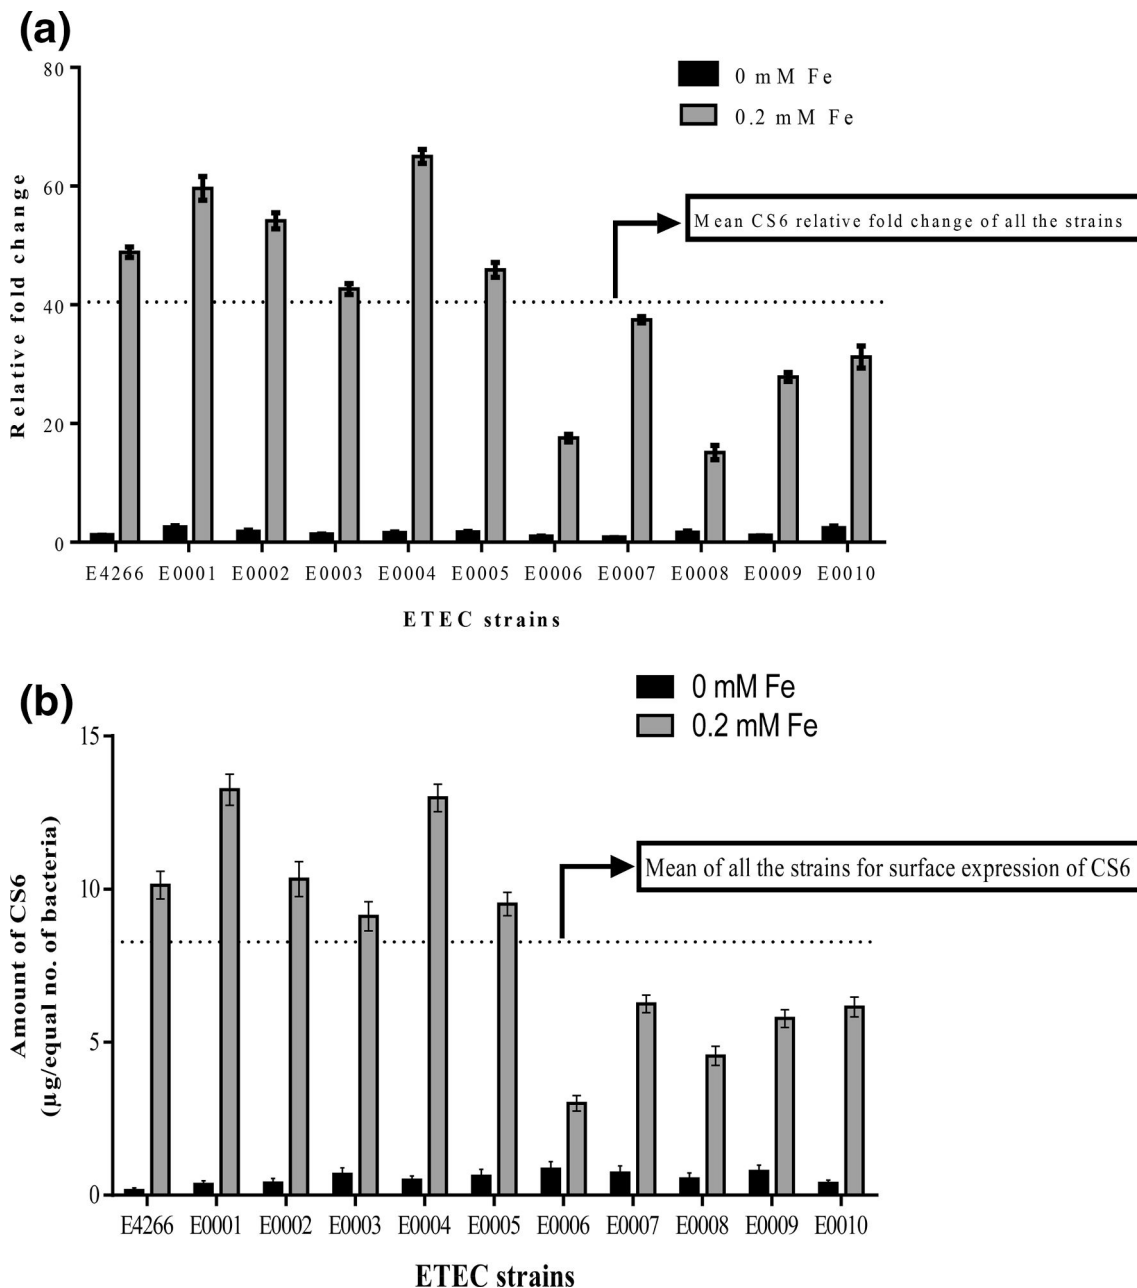 (a)
80
60
40
20
0
Relative fold change
0 mM Fe
0.2 mM Fe
Mean CS6 relative fold change of all the strains
E4266 E0001 E0002 E0003 E0004 E0005 E0006 E0007 E0008 E0009 E0010
ETEC strains
(b)
15
10
5
0
Amount of CS6
(µg/equal no. of bacteria)
0 mM Fe
0.2 mM Fe
Mean of all the strains for surface expression of CS6
E4266 E0001 E0002 E0003 E0004 E0005 E0006 E0007 E0008 E0009 E0010
ETEC strains